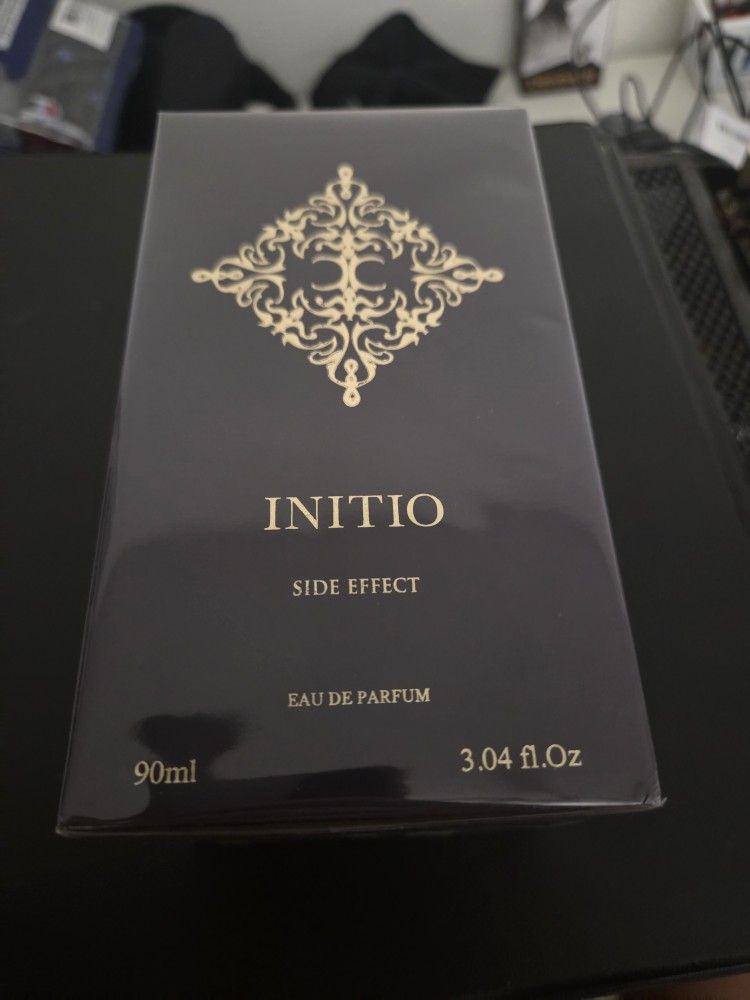 INITIO
SIDE EFFECT
EAU DE PARFUM
90ml
3.04 fl.Oz